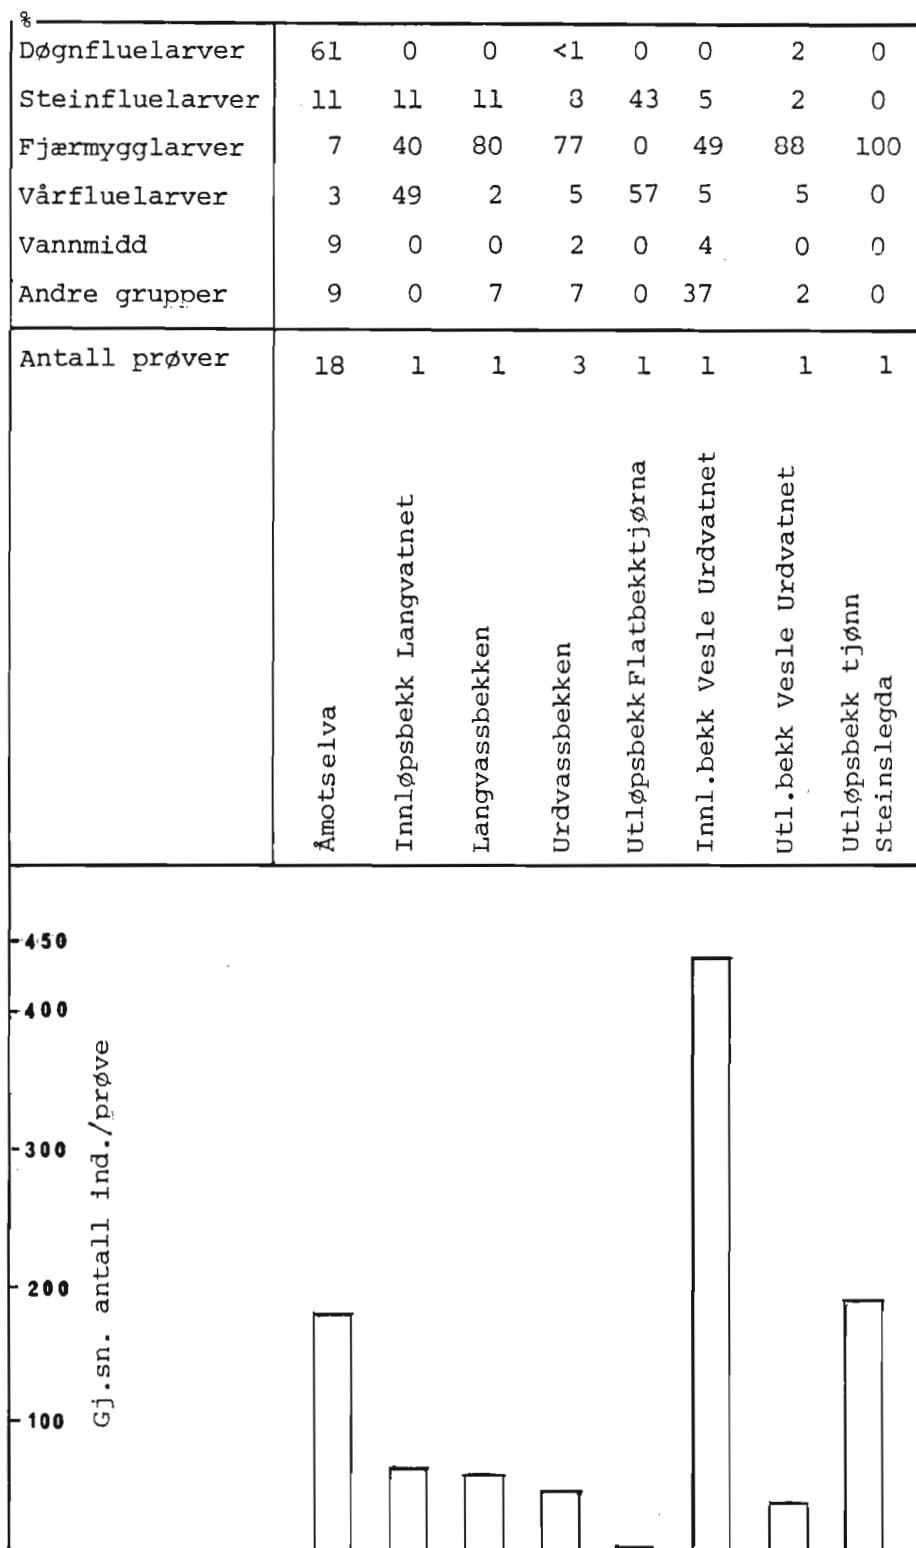 %
Døgnfluelarver 61 0 0 <1 0 0 2 0
Steinfluelarver 11 11 11 8 43 5 2 0
Fjærmygglarver 7 40 80 77 0 49 88 100
Vårfluelarver 3 49 2 5 57 5 5 0
Vannmidd 9 0 0 2 0 4 0 0
Andre grupper 9 0 7 7 0 37 2 0
Antall prøver 18 1 1 3 1 1 1 1
Åmotselva
Innløpsbekk Langvatnet
Langvassbekken
Urdvassbekken
Utløpsbekk Flatbekktjørna
Innl.bekk Vesle Urdvatnet
Utl.bekk Vesle Urdvatnet
Utløpsbekk tjønn
Steinslegda
450
400
300
200
100
Gj.sn. antall ind./prøve